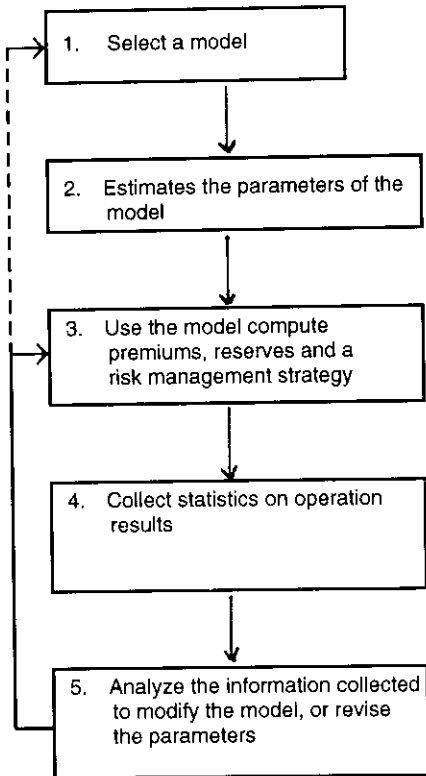 1. Select a model
2. Estimates the parameters of the
model
3. Use the model compute
premiums, reserves and a
risk management strategy
4. Collect statistics on operation
results
5. Analyze the information collected
to modify the model, or revise
the parameters